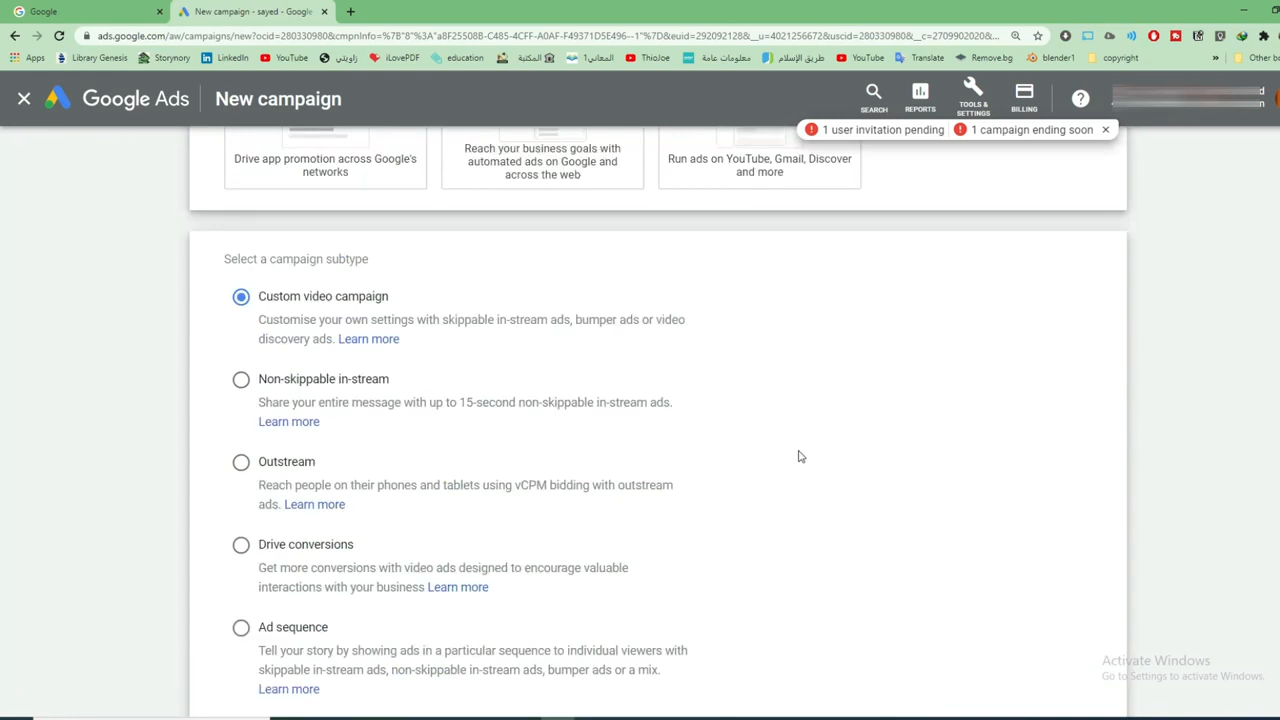 Google
New campaign - sayed - Google
ads.google.com/aw/campaigns/new?ocid=280330980&cmpnInfo=%7B"8"%3A"a8F25508B-C485-4CFF-A0AF-F49371D5E496--1"%7D&euid=292092128&__u=4021256672&uscid=280330980&__c=2709902020&...
Apps Library Genesis Storynory LinkedIn YouTube زاويتي iLovePDF education المكتبة المعاني1 ThioJoe معلومات عامة طريق الإسلام YouTube Translate Remove.bg blender1 copyright » Other bo
Google Ads New campaign
SEARCH REPORTS TOOLS & SETTINGS BILLING
1 user invitation pending 1 campaign ending soon
Drive app promotion across Google's
networks
Reach your business goals with
automated ads on Google and
across the web
Run ads on YouTube, Gmail, Discover
and more
Select a campaign subtype
Custom video campaign
Customise your own settings with skippable in-stream ads, bumper ads or video
discovery ads. Learn more
Non-skippable in-stream
Share your entire message with up to 15-second non-skippable in-stream ads.
Learn more
Outstream
Reach people on their phones and tablets using vCPM bidding with outstream
ads. Learn more
Drive conversions
Get more conversions with video ads designed to encourage valuable
interactions with your business Learn more
Ad sequence
Tell your story by showing ads in a particular sequence to individual viewers with
skippable in-stream ads, non-skippable in-stream ads, bumper ads or a mix.
Learn more
Activate Windows
Go to Settings to activate Windows.